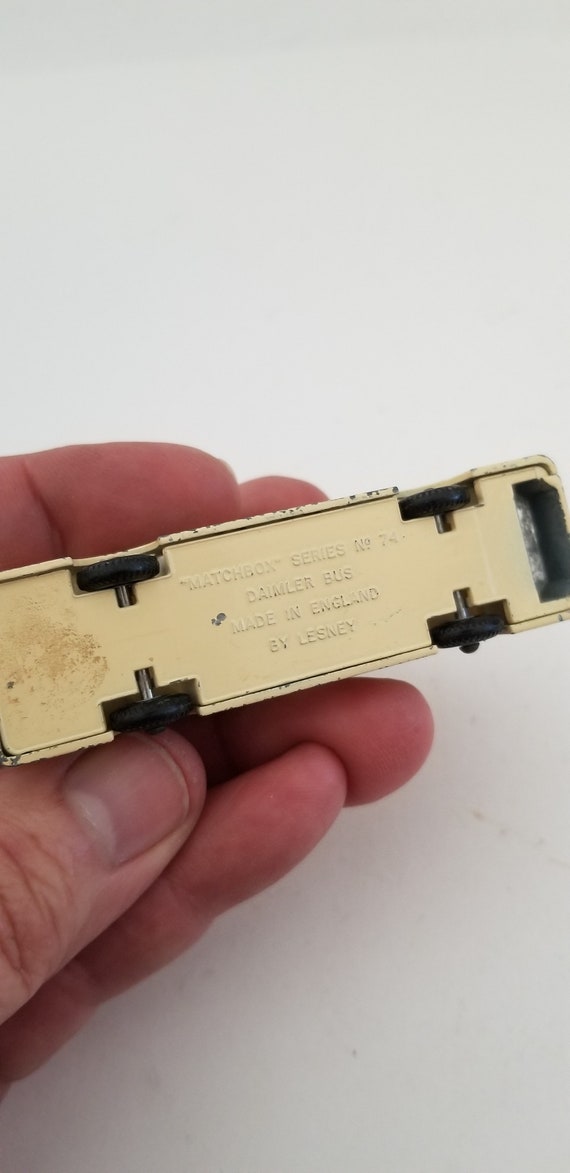 "MATCHBOX" SERIES Nº 74
DAIMLER BUS
MADE IN ENGLAND
BY LESNEY